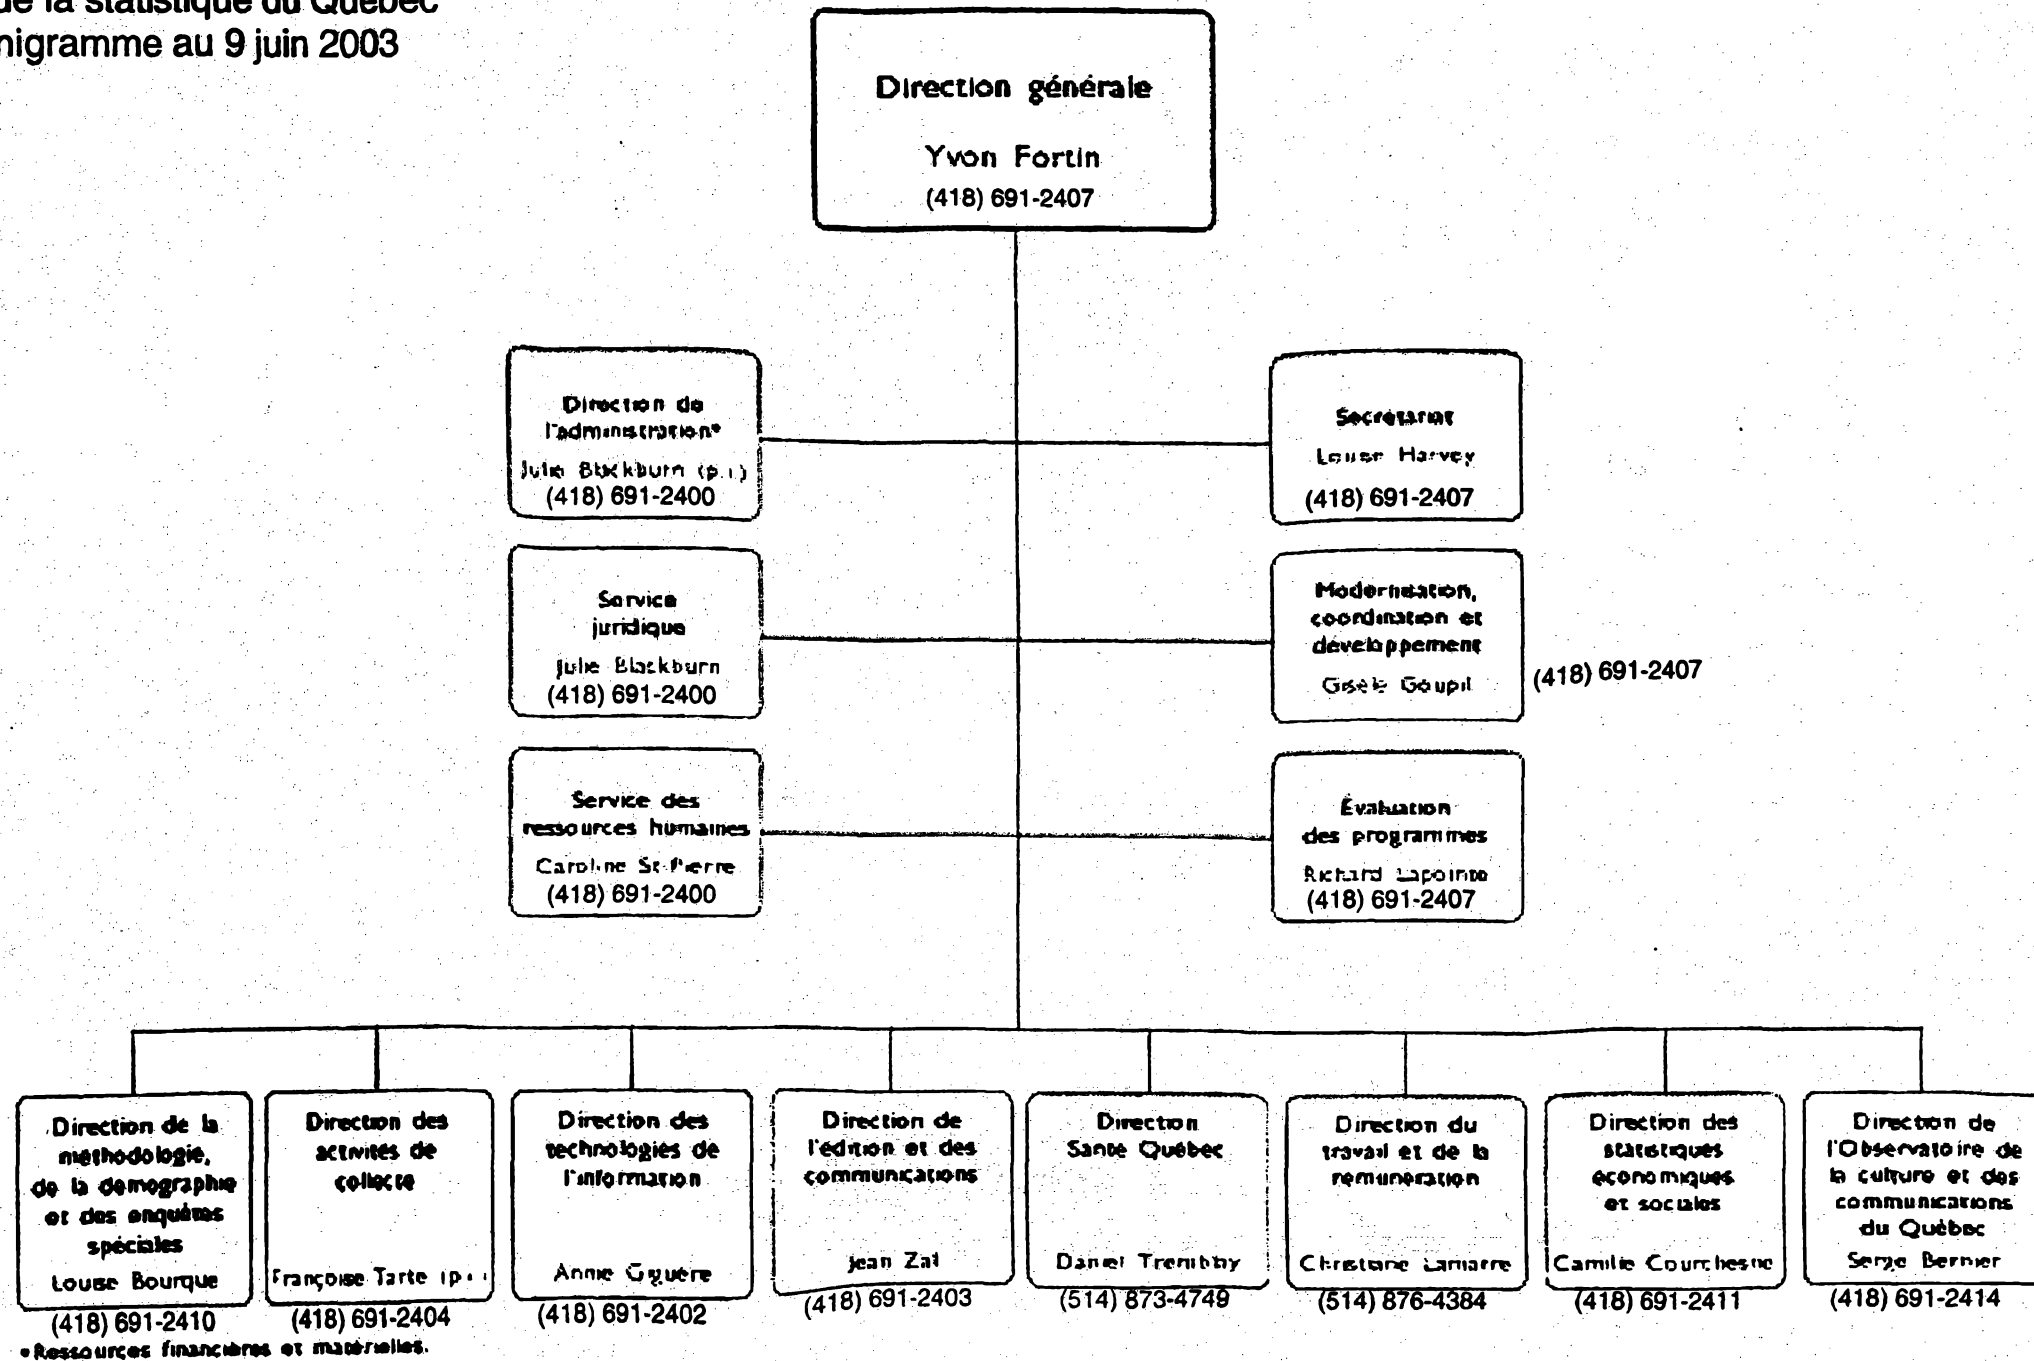 de la statistique du Québec
nigramme au 9 juin 2003
Direction générale
Yvon Fortin
(418) 691-2407
Direction de
l'administration*
Julie Blackburn (p.i.)
(418) 691-2400
Secrétariat
Louise Harvey
(418) 691-2407
Service
juridique
Julie Blackburn
(418) 691-2400
Modernisation,
coordination et
développement
Gisèle Goupil
(418) 691-2407
Service des
ressources humaines
Caroline St-Pierre
(418) 691-2400
Évaluation
des programmes
Richard Lapointe
(418) 691-2407
Direction de la
méthodologie,
de la démographie
et des enquêtes
spéciales
Louise Bourque
(418) 691-2410
Direction des
activités de
collecte
Françoise Tarte (p.i.
(418) 691-2404
Direction des
technologies de
l'information
Anne Giguère
(418) 691-2402
Direction de
l'édition et des
communications
Jean Zaï
(418) 691-2403
Direction
Santé Québec
Daniel Tremblay
(514) 873-4749
Direction du
travail et de la
rémunération
Christiane Lamarre
(514) 876-4384
Direction des
statistiques
économiques
et sociales
Camille Courchesne
(418) 691-2411
Direction de
l'Observatoire de
la culture et des
communications
du Québec
Serge Bernier
(418) 691-2414
*Ressources financières et matérielles.